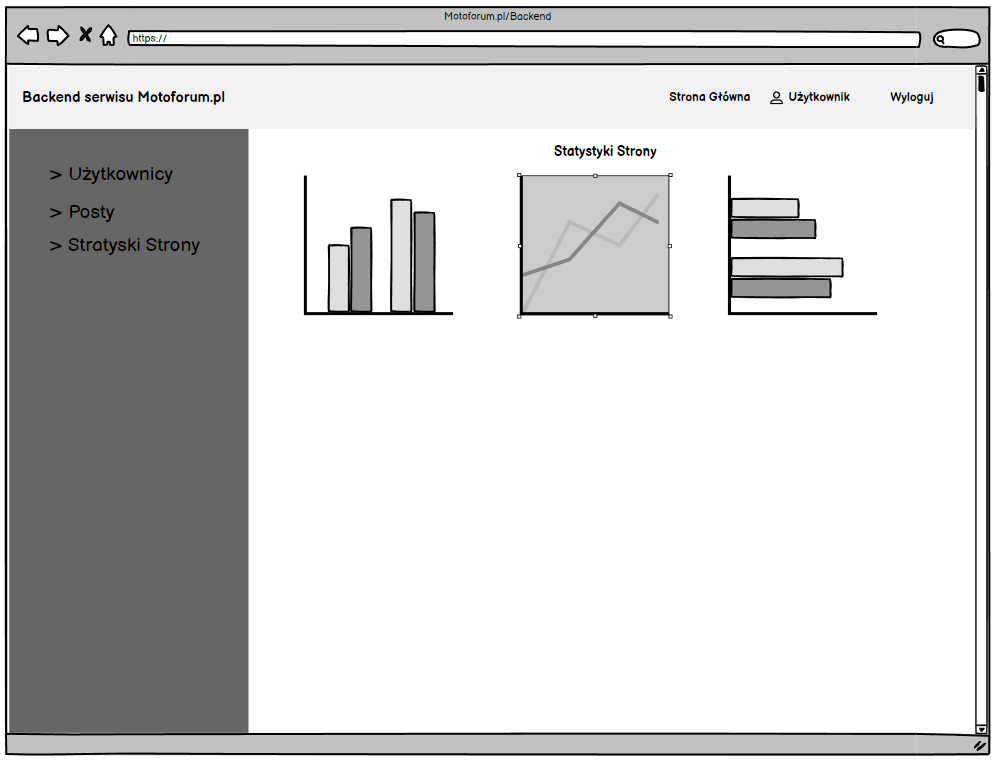 Motoforum.pl/Backend
https://
Backend serwisu Motoforum.pl
Strona Główna
Użytkownik
Wyloguj
> Użytkownicy
> Posty
> Stratyski Strony
Statystyki Strony